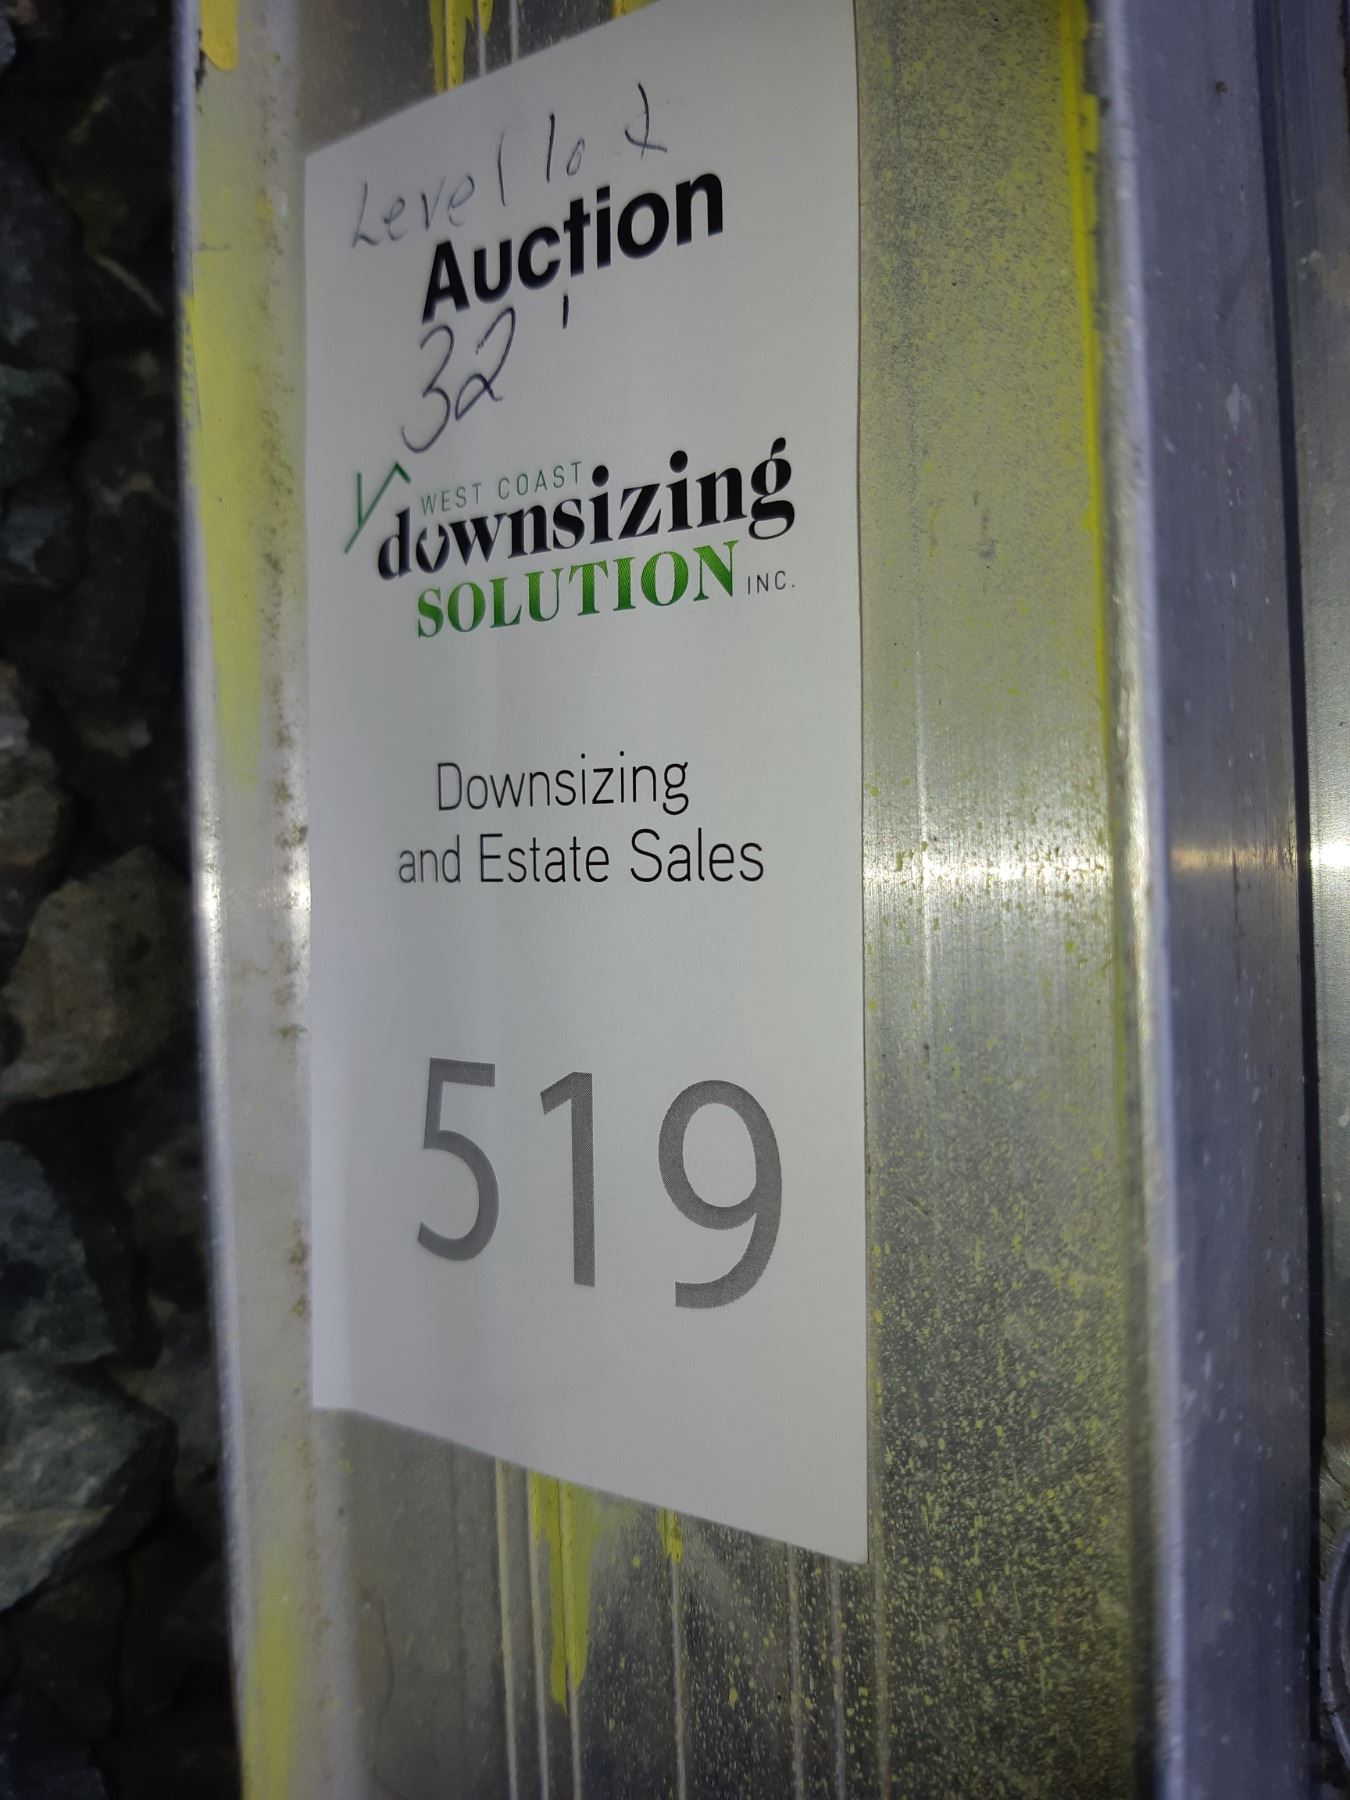 Level lot
Auction
32'
WEST COAST
downsizing
SOLUTION INC.
Downsizing
and Estate Sales
519